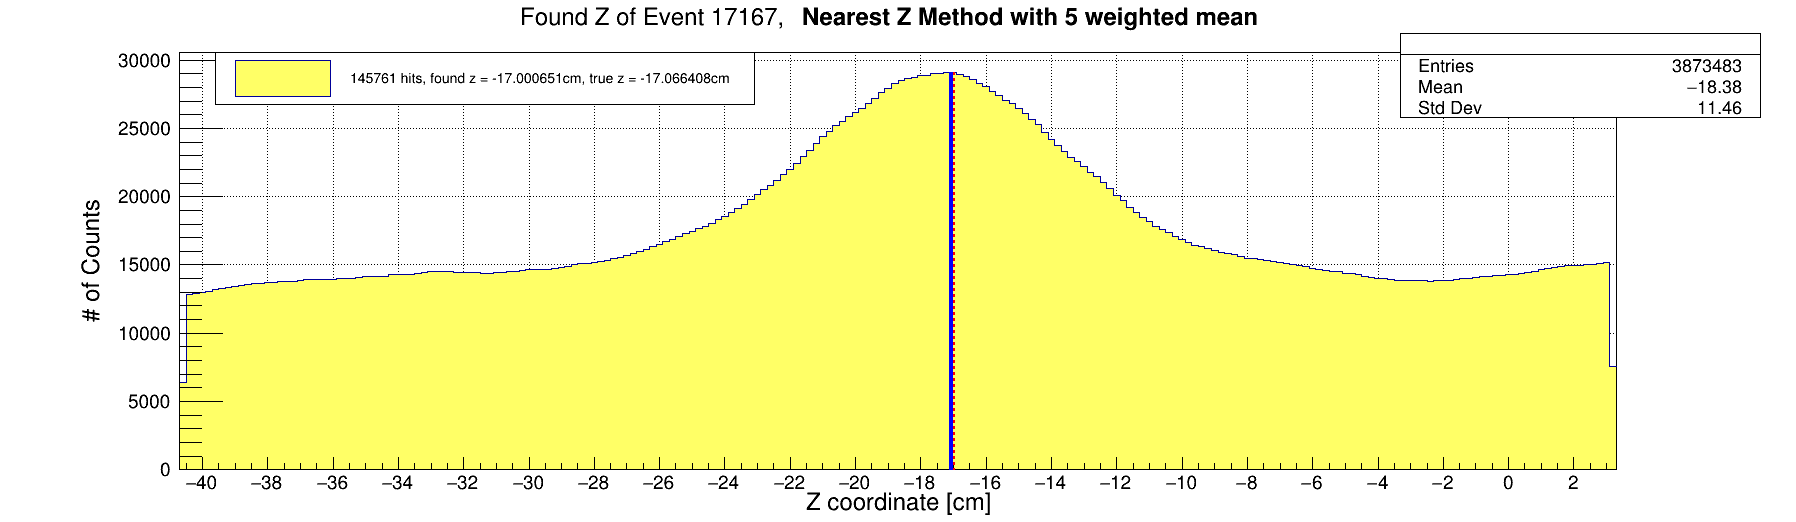 Found Z of Event 17167, Nearest Z Method with 5 weighted mean
145761 hits, found z = -17.000651cm, true z = -17.066408cm
Entries 3873483
Mean −18.38
Std Dev 11.46
# of Counts
30000
25000
20000
15000
10000
5000
0
−40 −38 −36 −34 −32 −30 −28 −26 −24 −22 −20 −18 −16 −14 −12 −10 −8 −6 −4 −2 0 2
Z coordinate [cm]